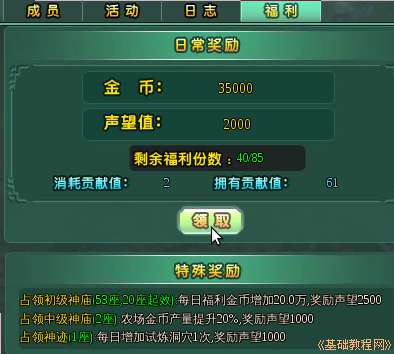 成员 活动 日志 福利
日常奖励
金 币： 35000
声望值： 2000
剩余福利份数：40/85
消耗贡献值： 2 拥有贡献值： 61
领取
特殊奖励
占领初级神庙(53座,20座起效).每日福利金币增加20.0万,奖励声望2500
占领中级神庙(2座) 农场金币产量提升20%,奖励声望1000
占领神迹(1座) 每日增加试炼洞穴1次,奖励声望1000
《基础教程网》